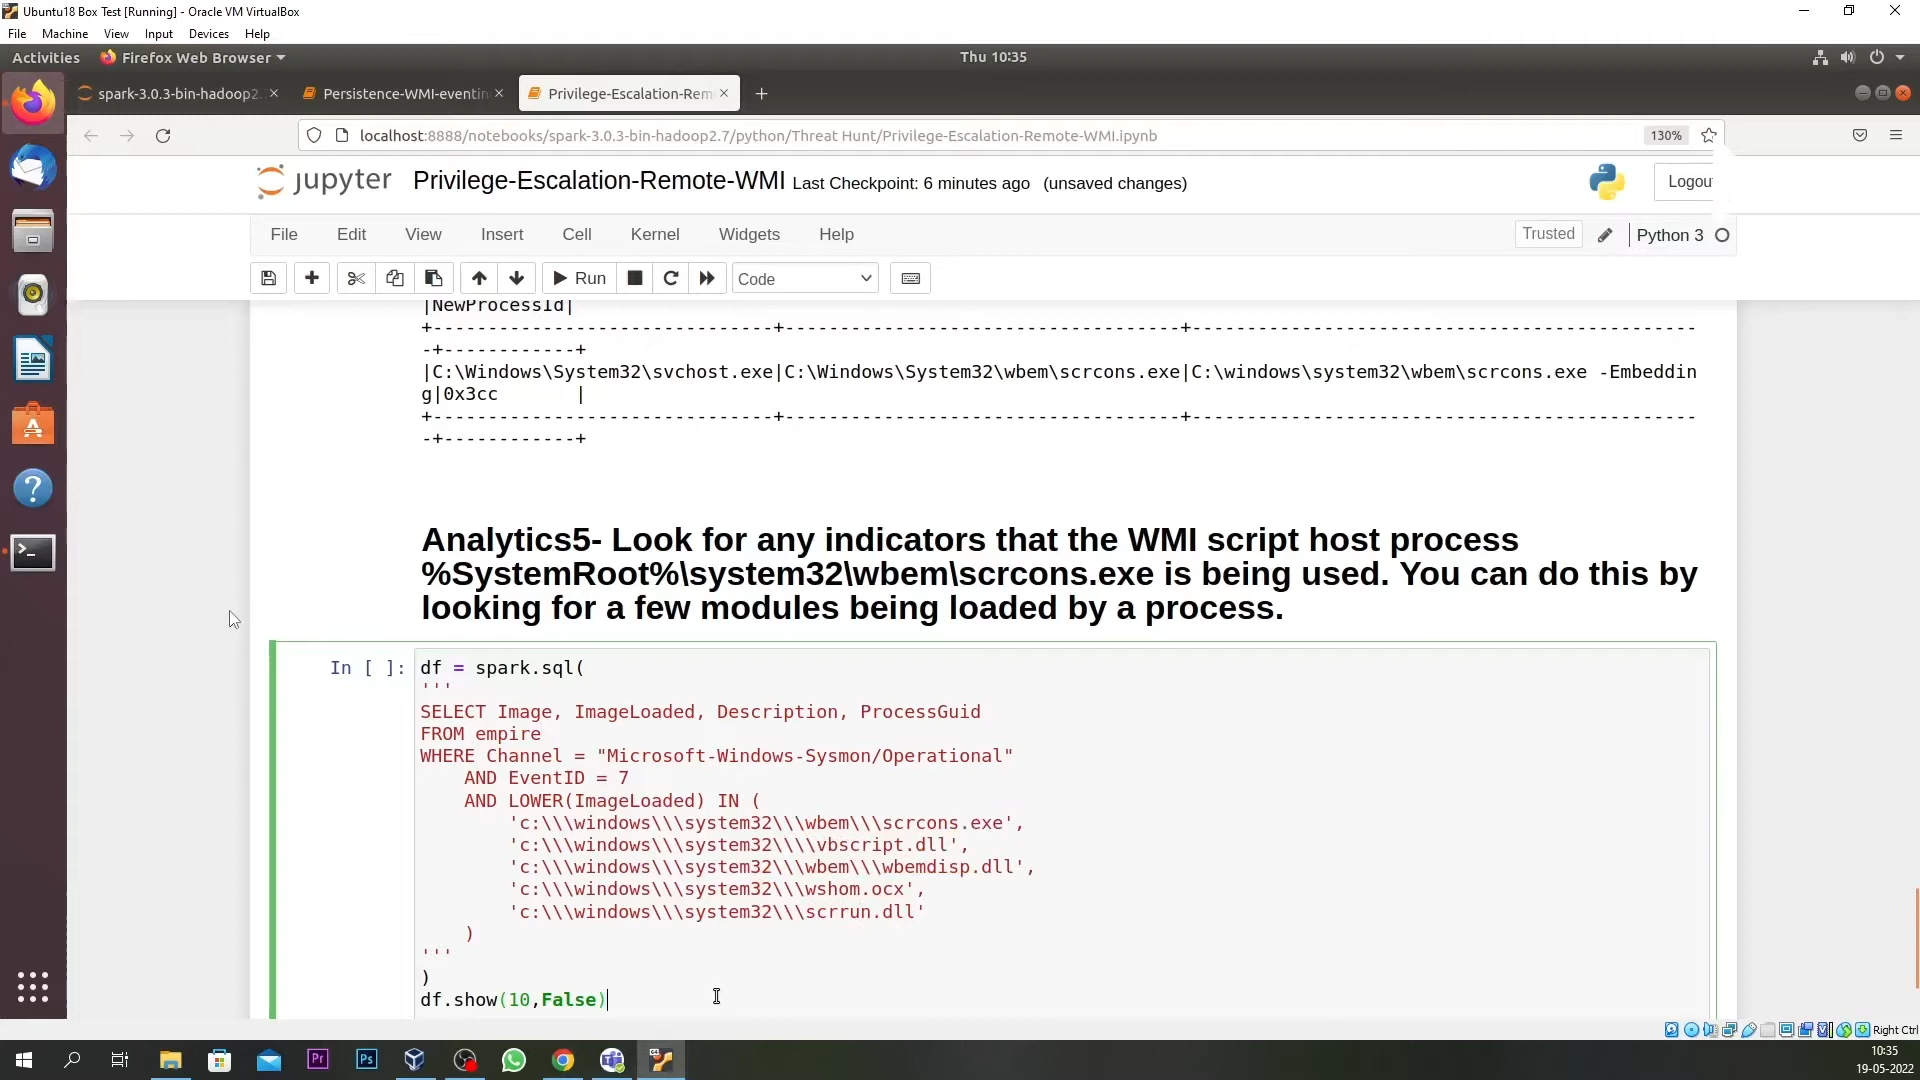 Ubuntu18 Box Test [Running] - Oracle VM VirtualBox
File Machine View Input Devices Help
Activities Firefox Web Browser Thu 10:35
spark-3.0.3-bin-hadoop2. Persistence-WMI-eventin Privilege-Escalation-Rem
localhost:8888/notebooks/spark-3.0.3-bin-hadoop2.7/python/Threat Hunt/Privilege-Escalation-Remote-WMI.ipynb 130%
jupyter Privilege-Escalation-Remote-WMI Last Checkpoint: 6 minutes ago (unsaved changes) Logout
File Edit View Insert Cell Kernel Widgets Help Trusted Python 3
Run Code
|NewProcessId|
+-------------------------------+------------------------------------+----------------------------------------------
-+------------+
|C:\Windows\System32\svchost.exe|C:\Windows\System32\wbem\scrcons.exe|C:\windows\system32\wbem\scrcons.exe -Embeddin
g|0x3cc |
+-------------------------------+------------------------------------+----------------------------------------------
-+------------+
Analytics5- Look for any indicators that the WMI script host process
%SystemRoot%\system32\wbem\scrcons.exe is being used. You can do this by
looking for a few modules being loaded by a process.
In [ ]: df = spark.sql(
'''
SELECT Image, ImageLoaded, Description, ProcessGuid
FROM empire
WHERE Channel = "Microsoft-Windows-Sysmon/Operational"
AND EventID = 7
AND LOWER(ImageLoaded) IN (
'c:\\\windows\\\system32\\\wbem\\\scrcons.exe',
'c:\\\windows\\\system32\\\\vbscript.dll',
'c:\\\windows\\\system32\\\wbem\\\wbemdisp.dll',
'c:\\\windows\\\system32\\\wshom.ocx',
'c:\\\windows\\\system32\\\scrrun.dll'
)
'''
)
df.show(10,False)
Right Ctrl
10:35
19-05-2022